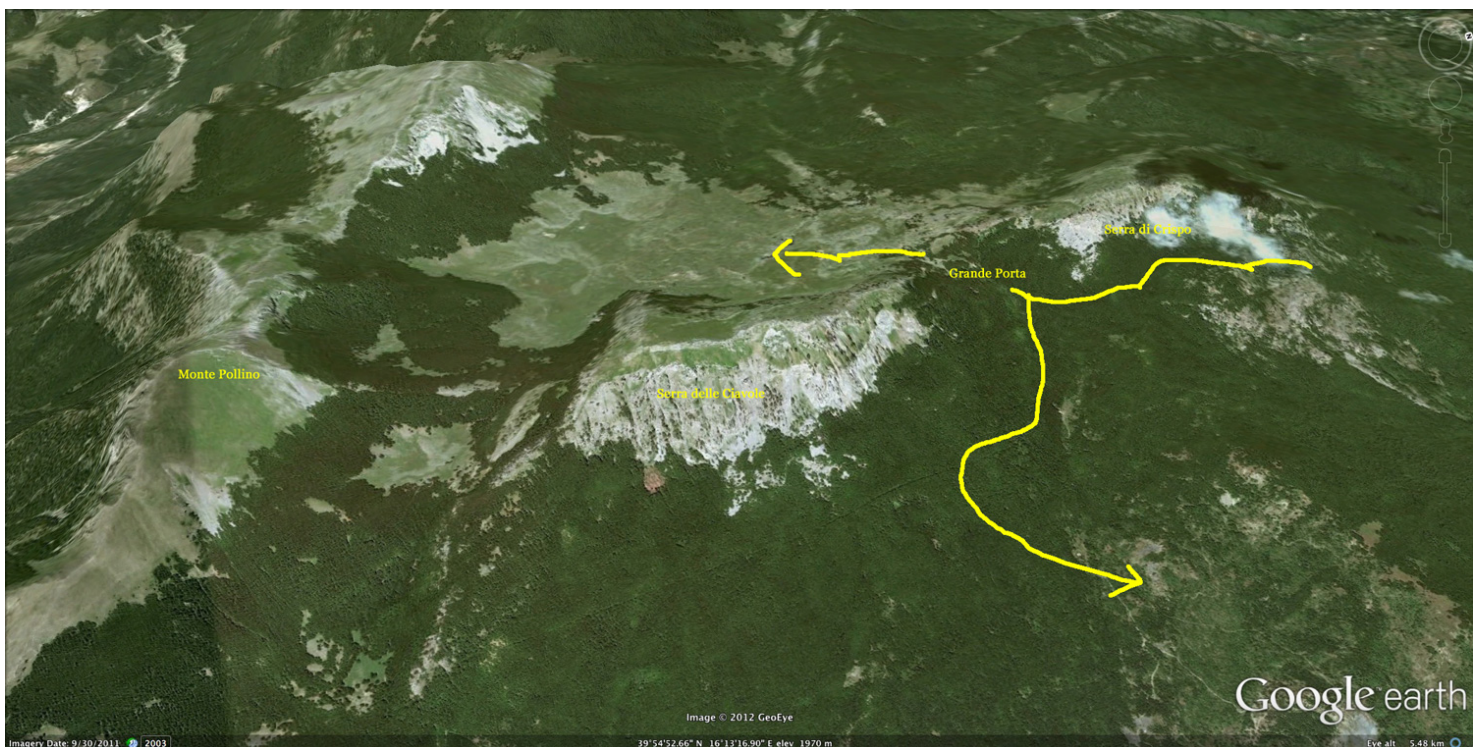 Serra di Crispo
Grande Porta
Monte Pollino
Serra delle Ciavole
Google earth
Image © 2012 GeoEye
Imagery Date: 9/30/2011 2003 39°54'52.66" N 16°13'16.90" E elev 1970 m Eye alt 5.48 km